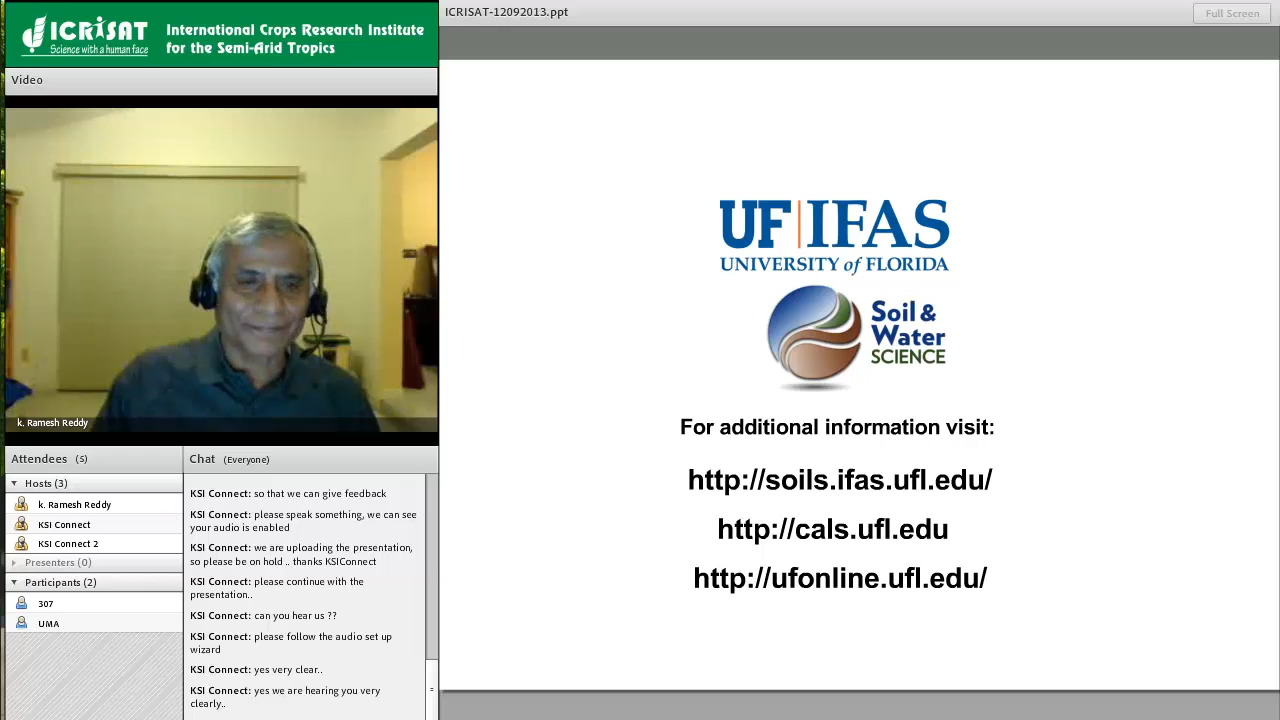 ICRISAT
Science with a human face
International Crops Research Institute
for the Semi-Arid Tropics
Video
k. Ramesh Reddy
Attendees (5)
Hosts (3)
k. Ramesh Reddy
KSI Connect
KSI Connect 2
Presenters (0)
Participants (2)
307
UMA
Chat (Everyone)
KSI Connect: so that we can give feedback
KSI Connect: please speak something, we can see
your audio is enabled
KSI Connect: we are uploading the presentation,
so please be on hold .. thanks KSIConnect
KSI Connect: please continue with the
presentation..
KSI Connect: can you hear us ??
KSI Connect: please follow the audio set up
wizard
KSI Connect: yes very clear..
KSI Connect: yes we are hearing you very
clearly..
ICRISAT-12092013.ppt
Full Screen
UF|IFAS
UNIVERSITY of FLORIDA
Soil &
Water
SCIENCE
For additional information visit:
http://soils.ifas.ufl.edu/
http://cals.ufl.edu
http://ufonline.ufl.edu/